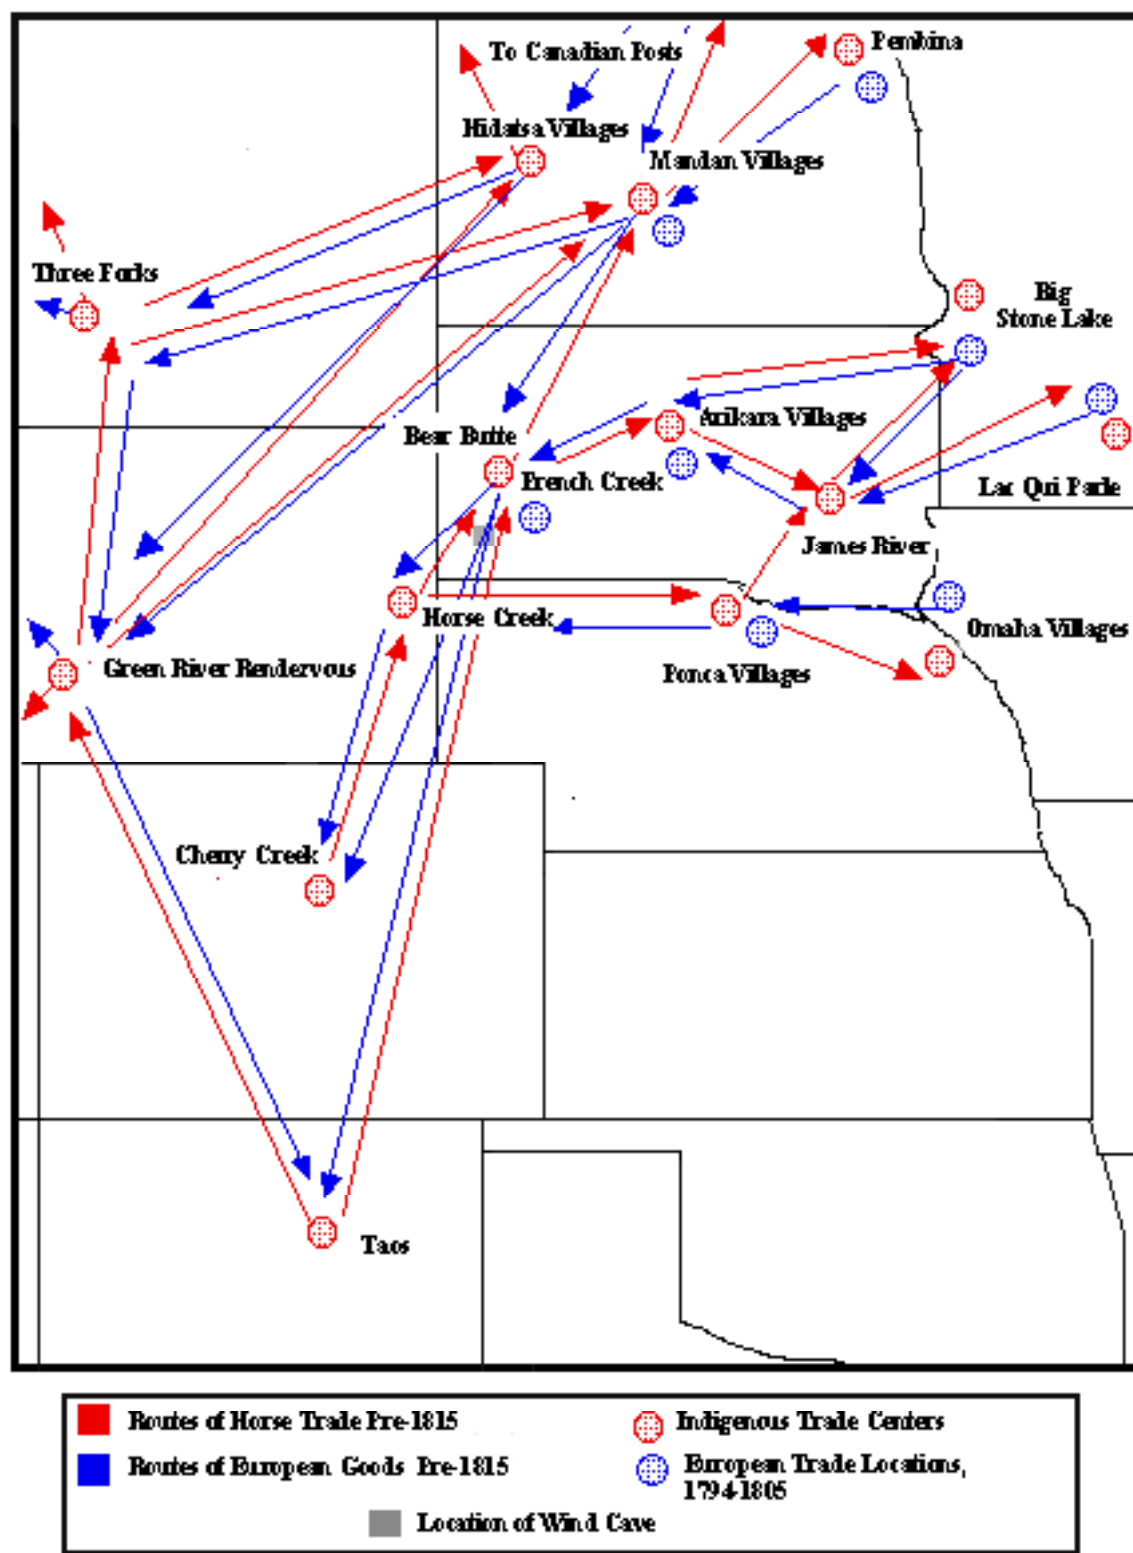 To Canadian Posts
Pembina
Hidatsa Villages
Mandan Villages
Three Forks
Big
Stone Lake
Arikara Villages
Bear Butte
French Creek
Lac Qui Parle
James River
Horse Creek
Omaha Villages
Green River Rendervous
Ponca Villages
Cherry Creek
Taos
Routes of Horse Trade Pre-1815
Indigenous Trade Centers
Routes of European Goods Pre-1815
European Trade Locations,
1794-1805
Location of Wind Cave